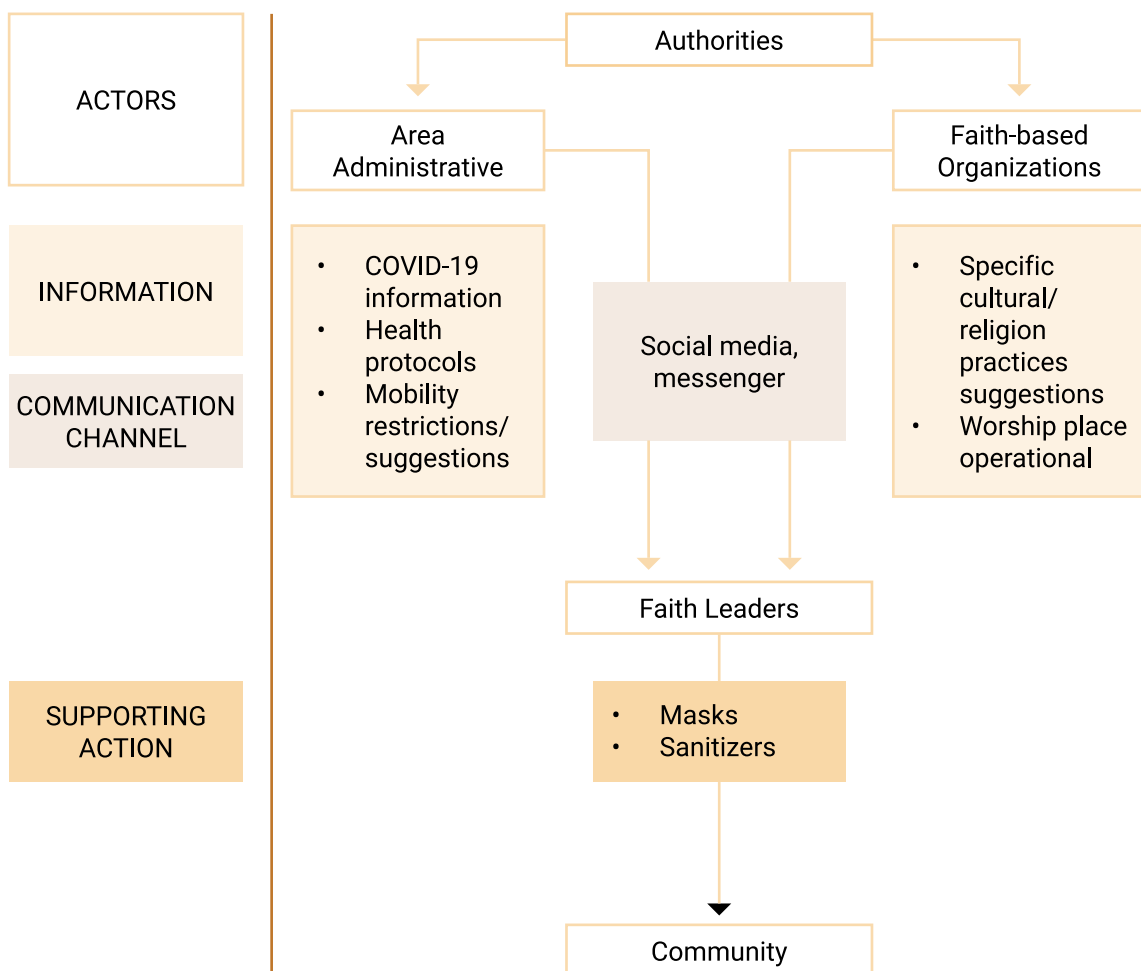 ACTORS
INFORMATION
COMMUNICATION
CHANNEL
SUPPORTING
ACTION
Authorities
Area
Administrative
Faith-based
Organizations
• COVID-19
information
• Health
protocols
• Mobility
restrictions/
suggestions
Social media,
messenger
• Specific
cultural/
religion
practices
suggestions
• Worship place
operational
Faith Leaders
• Masks
• Sanitizers
Community